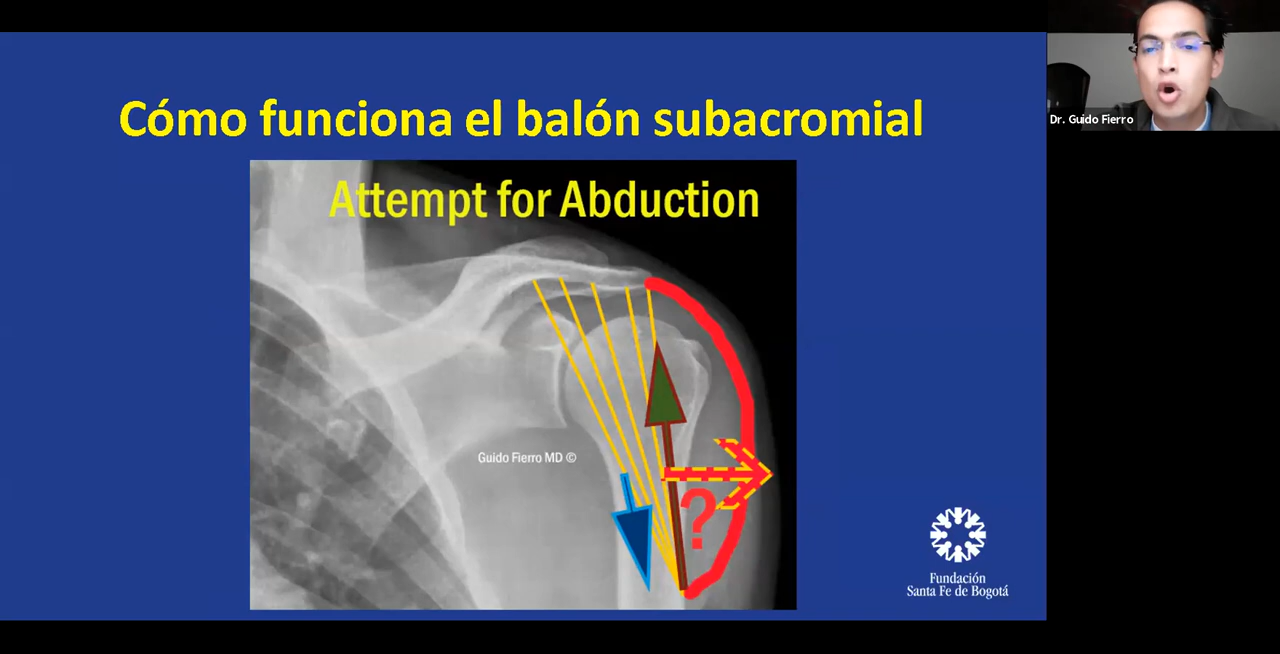 Cómo funciona el balón subacromial
Attempt for Abduction
Guido Fierro MD ©
?
Fundación
Santa Fe de Bogotá
Dr. Guido Fierro